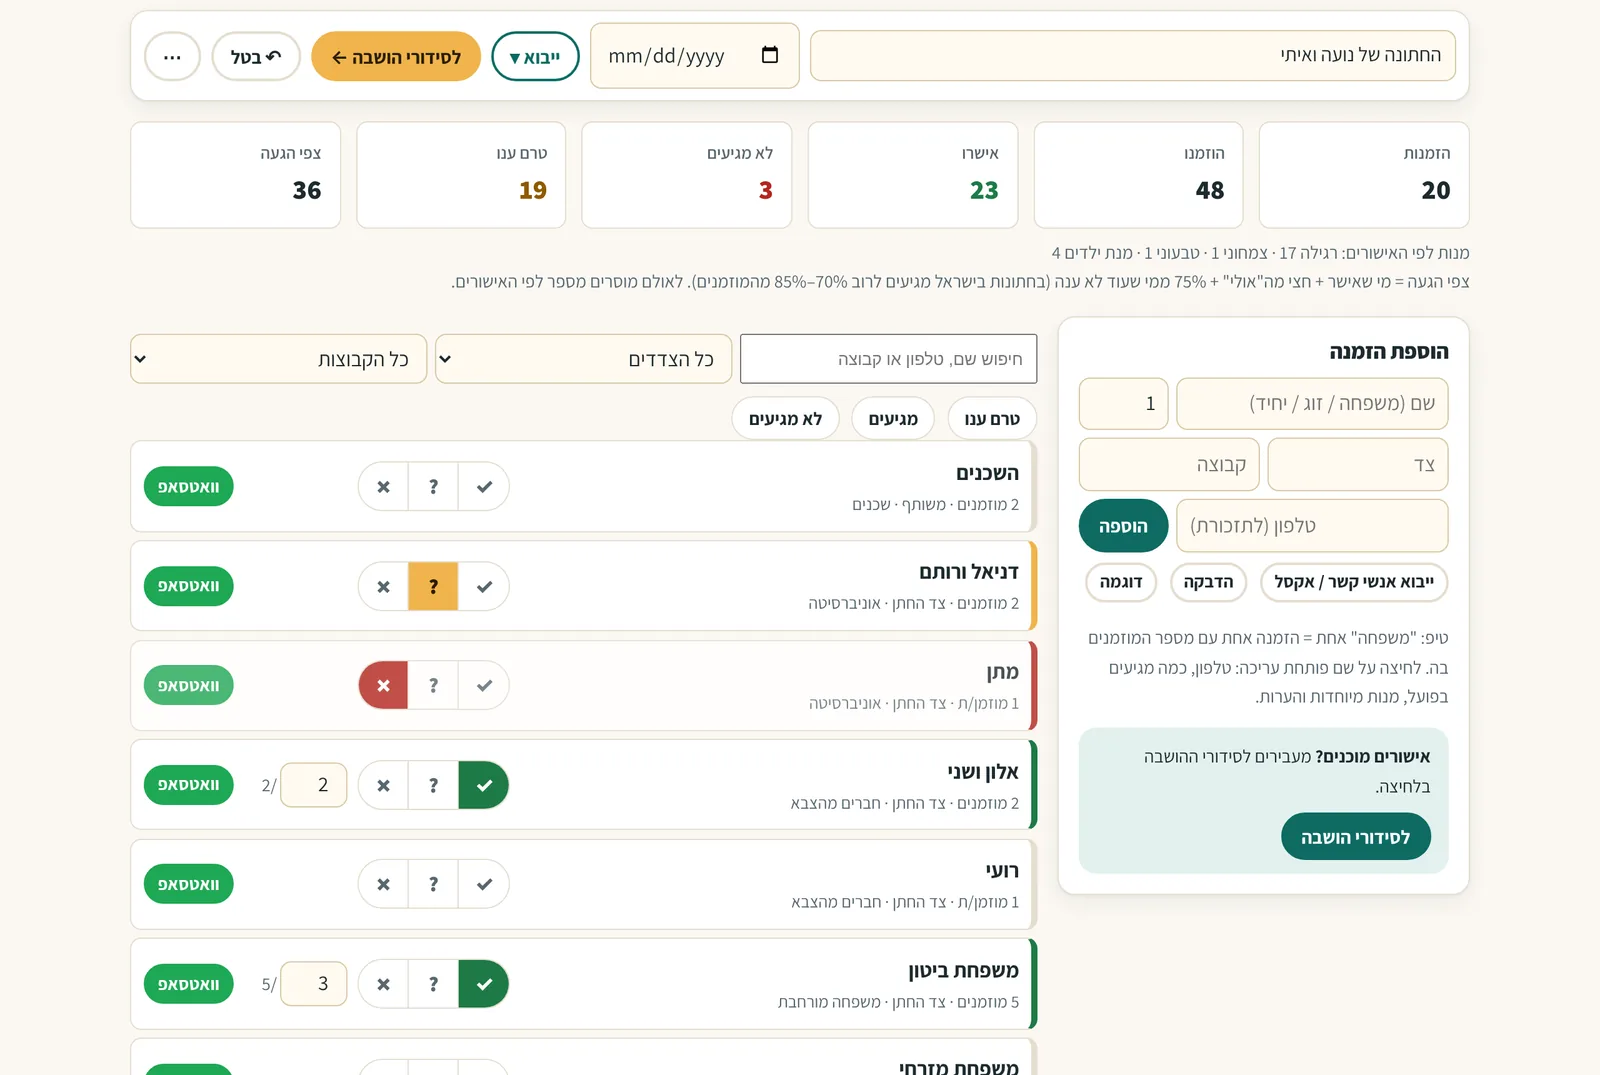 החתונה של נועה ואיתי
mm/dd/yyyy
ייבוא ▾
לסידורי הושבה ←
↶ בטל
⋯
הזמנות
20
הוזמנו
48
אישרו
23
לא מגיעים
3
טרם ענו
19
צפי הגעה
36
מנות לפי האישורים: רגילה 17 · צמחוני 1 · טבעוני 1 · מנת ילדים 4
צפי הגעה = מי שאישר + חצי מה"אולי" + 75% ממי שעוד לא ענה (בחתונות בישראל מגיעים לרוב 70%–85% מהמוזמנים). לאולם מוסרים מספר לפי האישורים.
הוספת הזמנה
שם (משפחה / זוג / יחיד)
1
צד
קבוצה
טלפון (לתזכורת)
הוספה
ייבוא אנשי קשר / אקסל
הדבקה
דוגמה
טיפ: "משפחה" אחת = הזמנה אחת עם מספר המוזמנים
בה. לחיצה על שם פותחת עריכה: טלפון, כמה מגיעים
בפועל, מנות מיוחדות והערות.
אישורים מוכנים? מעבירים לסידורי ההושבה
בלחיצה.
לסידורי הושבה
חיפוש שם, טלפון או קבוצה
כל הצדדים
כל הקבוצות
טרם ענו
מגיעים
לא מגיעים
השכנים
2 מוזמנים · משותף · שכנים
✓ ? ✕
וואטסאפ
דניאל ורותם
2 מוזמנים · צד החתן · אוניברסיטה
✓ ? ✕
וואטסאפ
מתן
1 מוזמן/ת · צד החתן · אוניברסיטה
✓ ? ✕
וואטסאפ
אלון ושני
2 מוזמנים · צד החתן · חברים מהצבא
✓ ? ✕
2
/2
וואטסאפ
רועי
1 מוזמן/ת · צד החתן · חברים מהצבא
✓ ? ✕
וואטסאפ
משפחת ביטון
5 מוזמנים · צד החתן · משפחה מורחבת
✓ ? ✕
3
/5
וואטסאפ
משפחת מזרחי